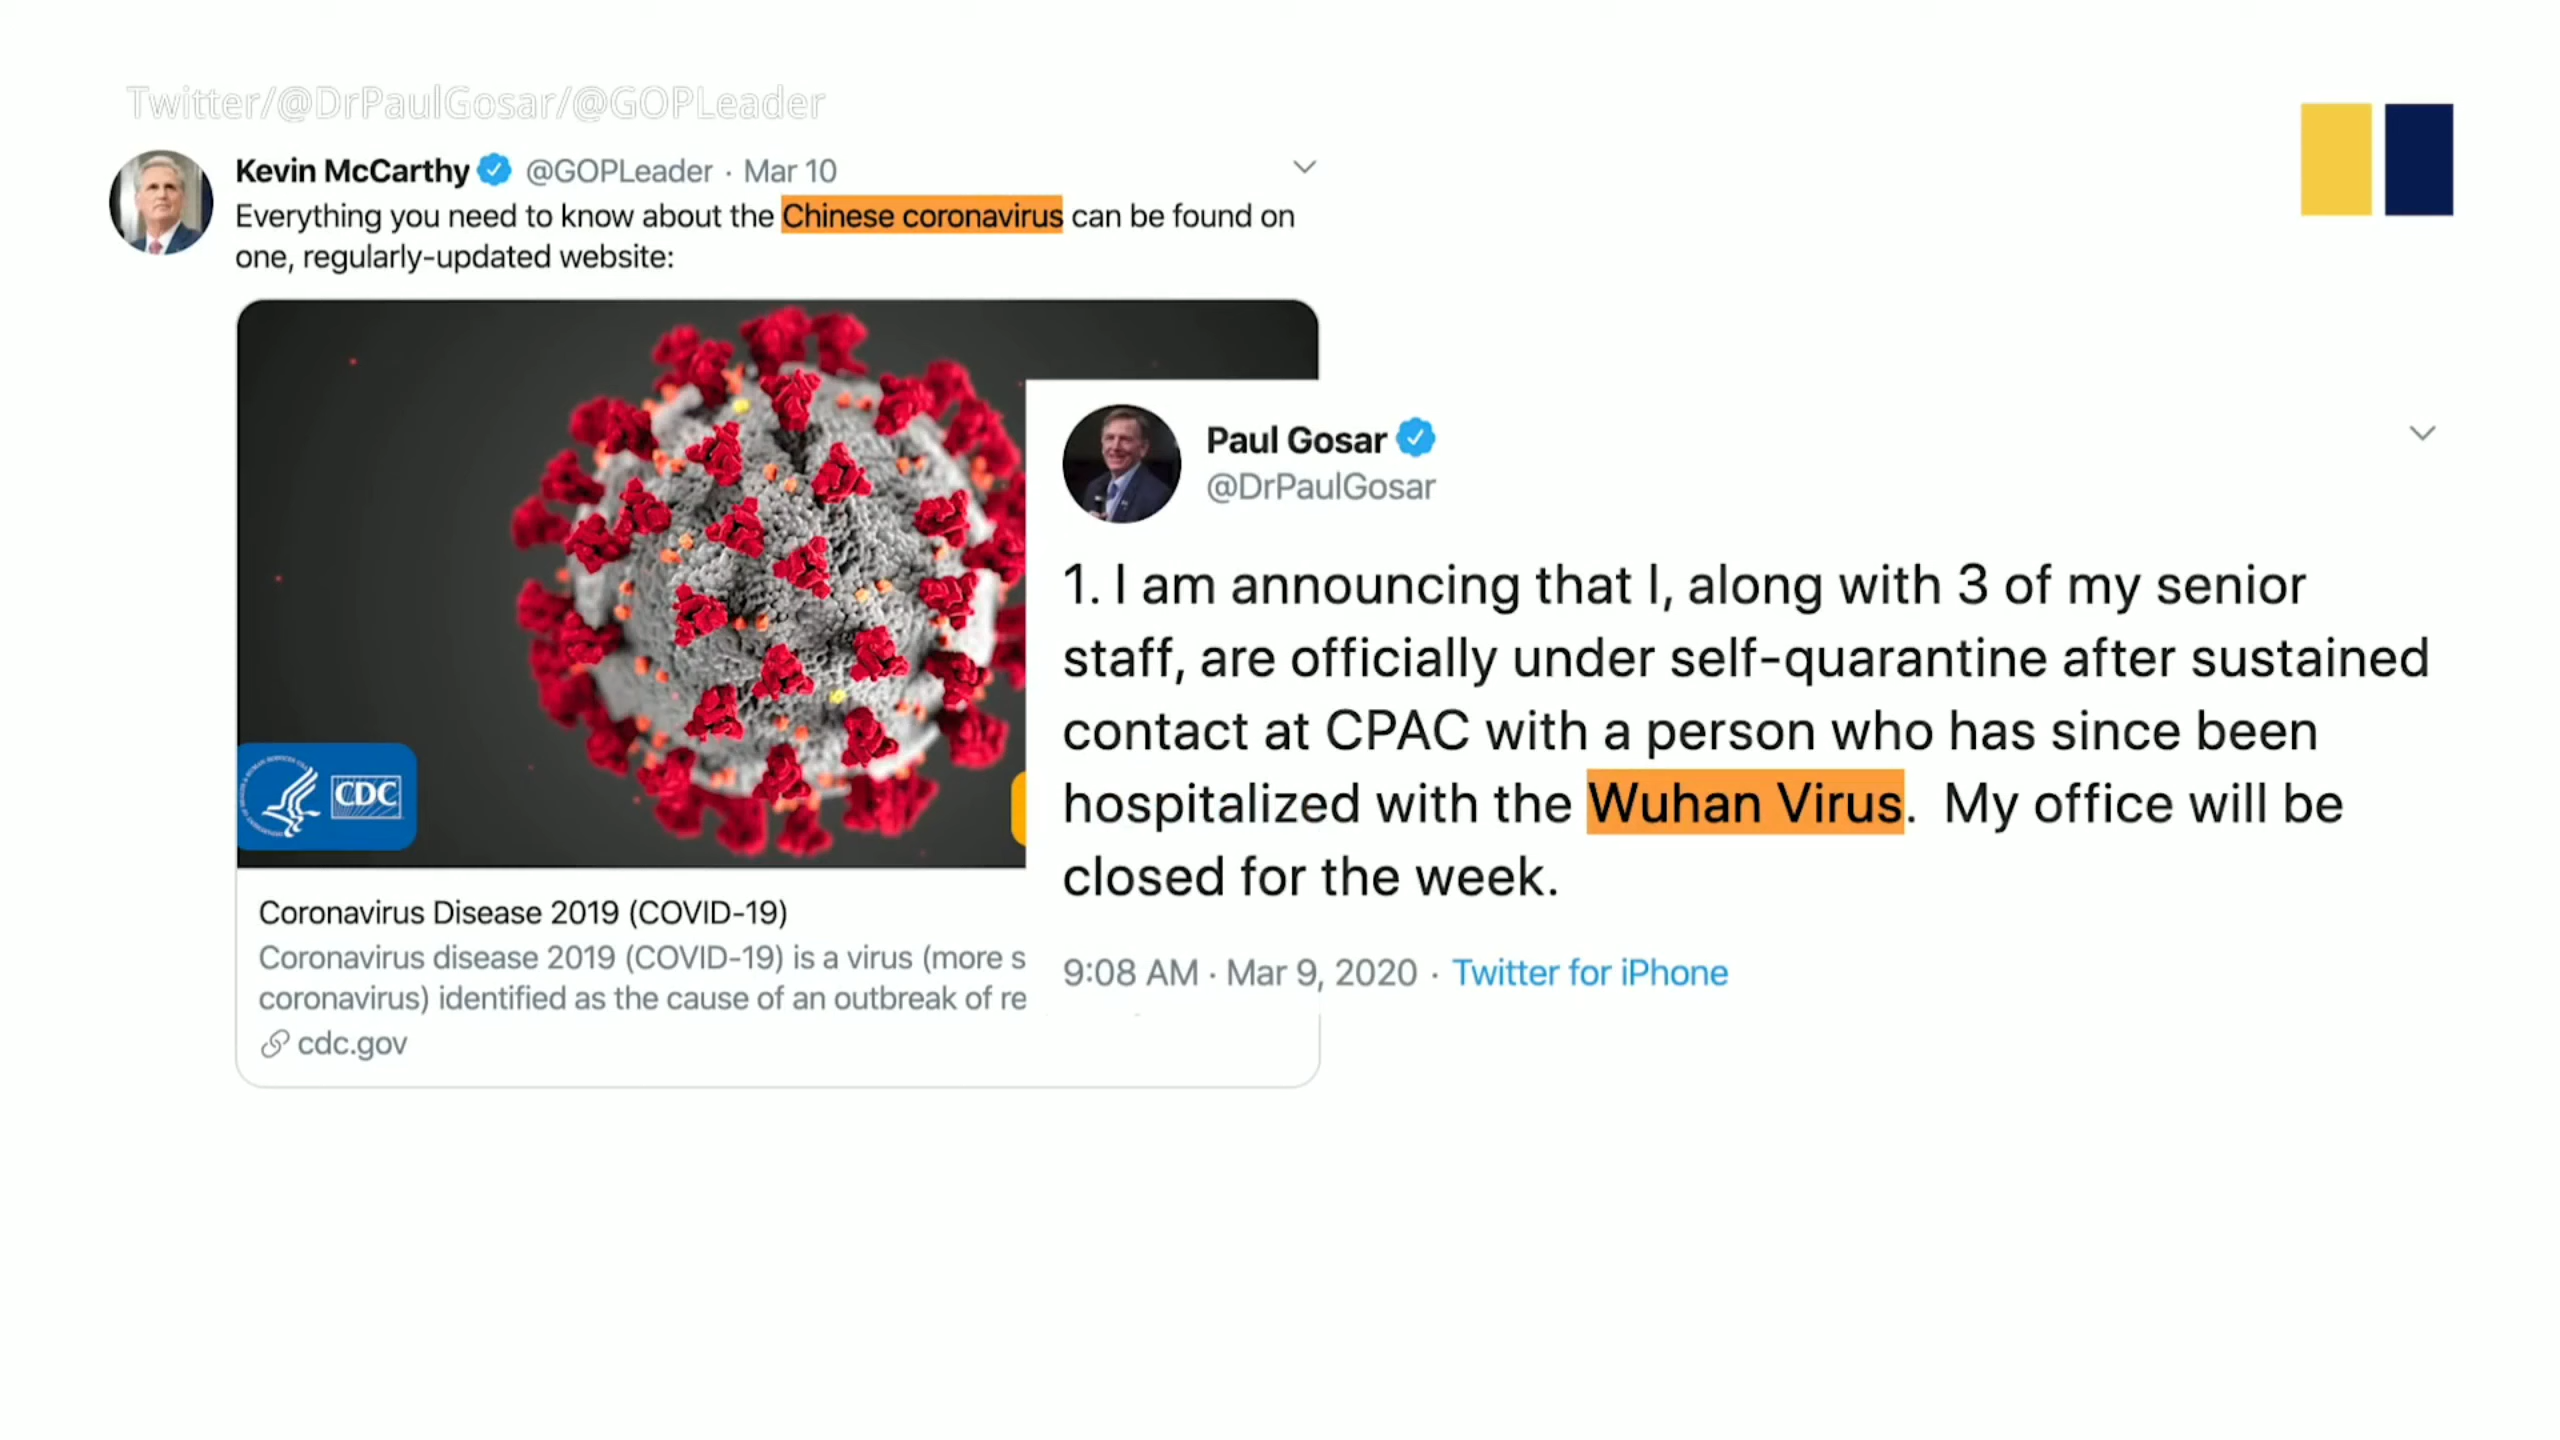 Twitter/@DrPaulGosar/@GOPLeader
Kevin McCarthy @GOPLeader · Mar 10
Everything you need to know about the Chinese coronavirus can be found on
one, regularly-updated website:
CDC
Coronavirus Disease 2019 (COVID-19)
Coronavirus disease 2019 (COVID-19) is a virus (more s
coronavirus) identified as the cause of an outbreak of re
cdc.gov
Paul Gosar
@DrPaulGosar
1. I am announcing that I, along with 3 of my senior
staff, are officially under self-quarantine after sustained
contact at CPAC with a person who has since been
hospitalized with the Wuhan Virus. My office will be
closed for the week.
9:08 AM · Mar 9, 2020 · Twitter for iPhone